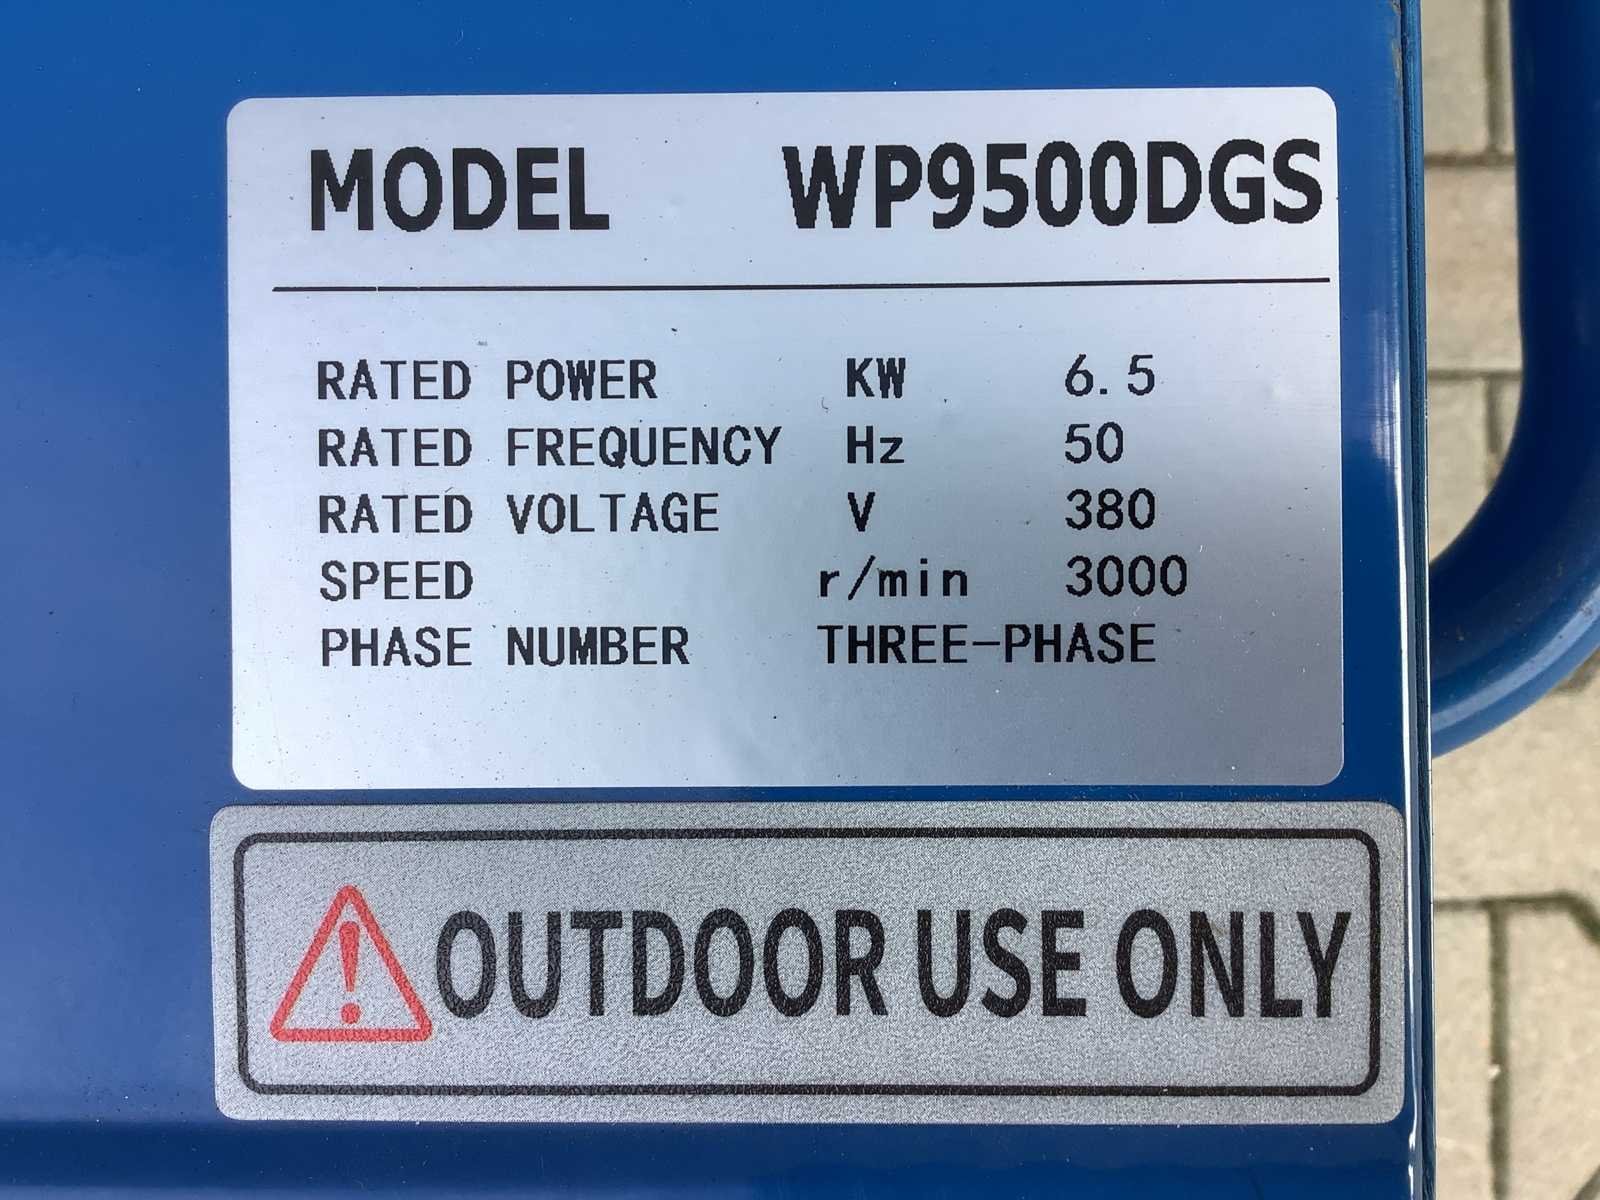 MODEL WP9500DGS
RATED POWER KW 6.5
RATED FREQUENCY Hz 50
RATED VOLTAGE V 380
SPEED r/min 3000
PHASE NUMBER THREE-PHASE
OUTDOOR USE ONLY